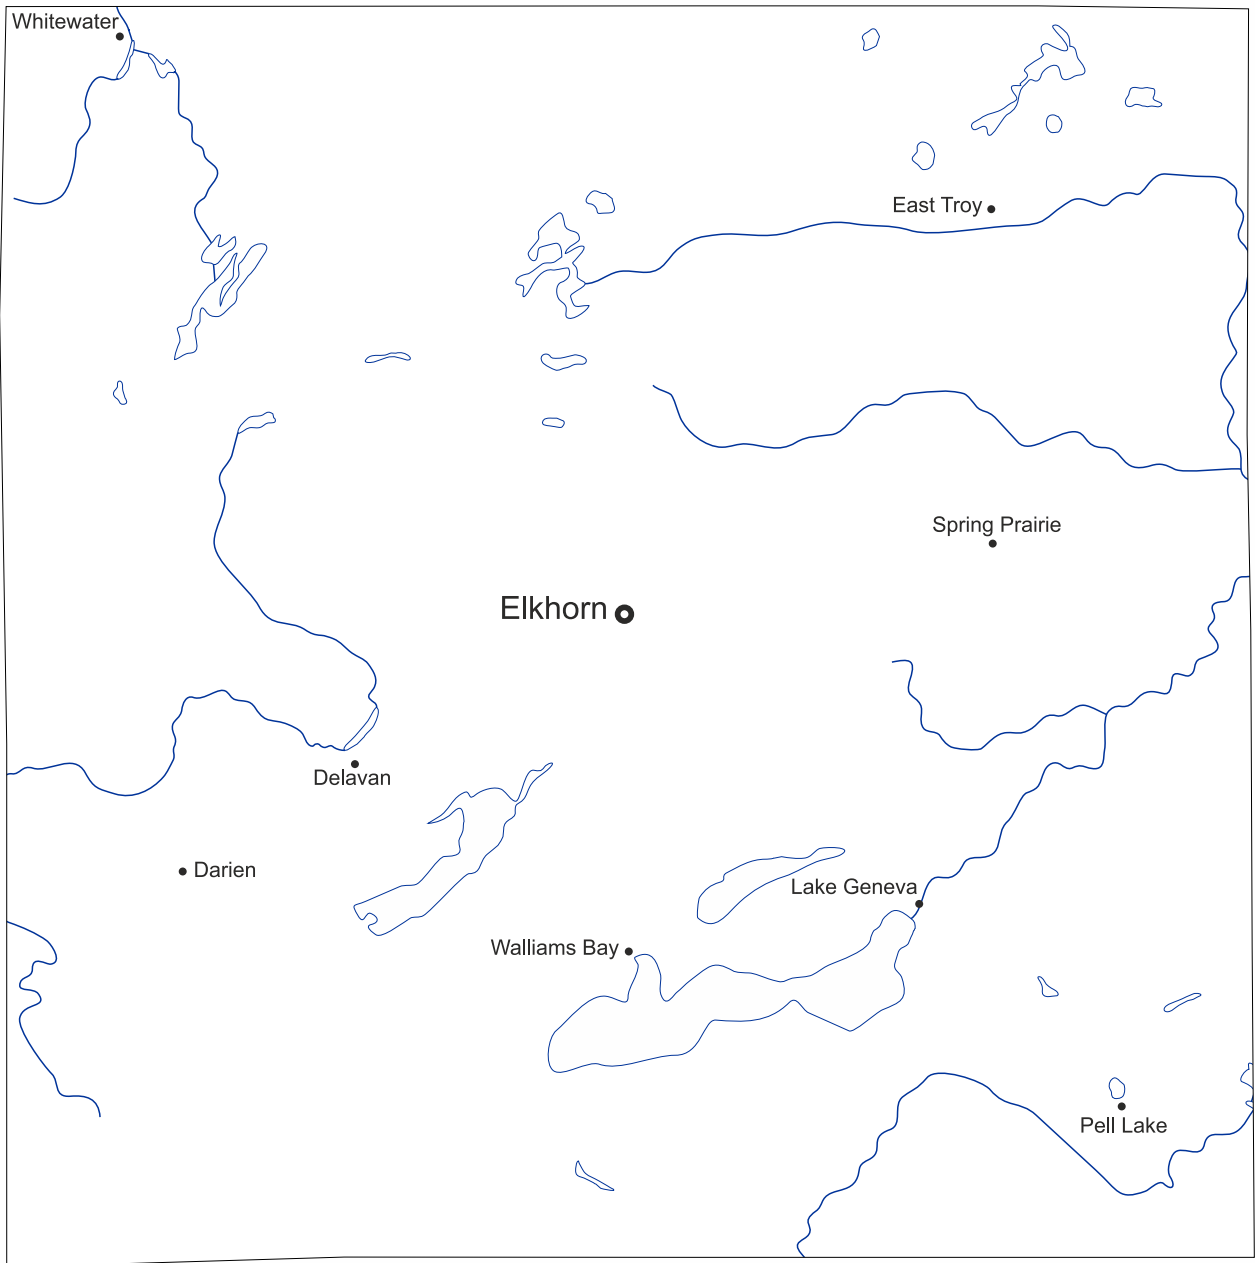 Whitewater
East Troy
Spring Prairie
Elkhorn
Delavan
Darien
Lake Geneva
Walliams Bay
Pell Lake